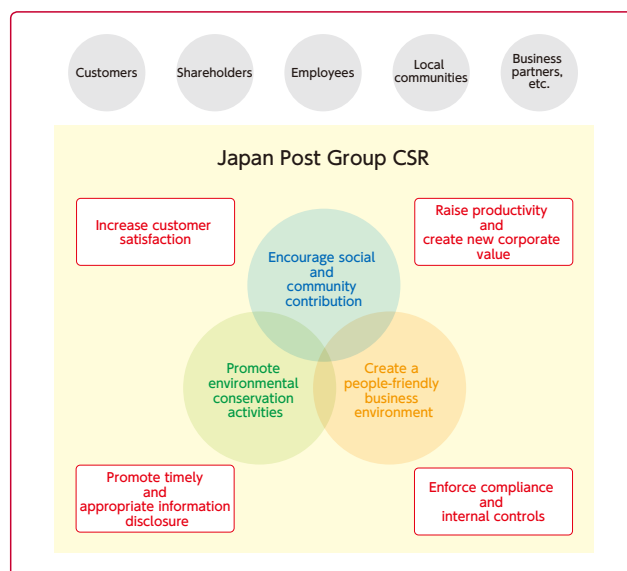 Customers
Shareholders
Employees
Local
communities
Business
partners,
etc.
Japan Post Group CSR
Increase customer
satisfaction
Raise productivity
and
create new corporate
value
Encourage social
and
community
contribution
Promote
environmental
conservation
activities
Create a
people-friendly
business
environment
Promote timely
and
appropriate information
disclosure
Enforce compliance
and
internal controls